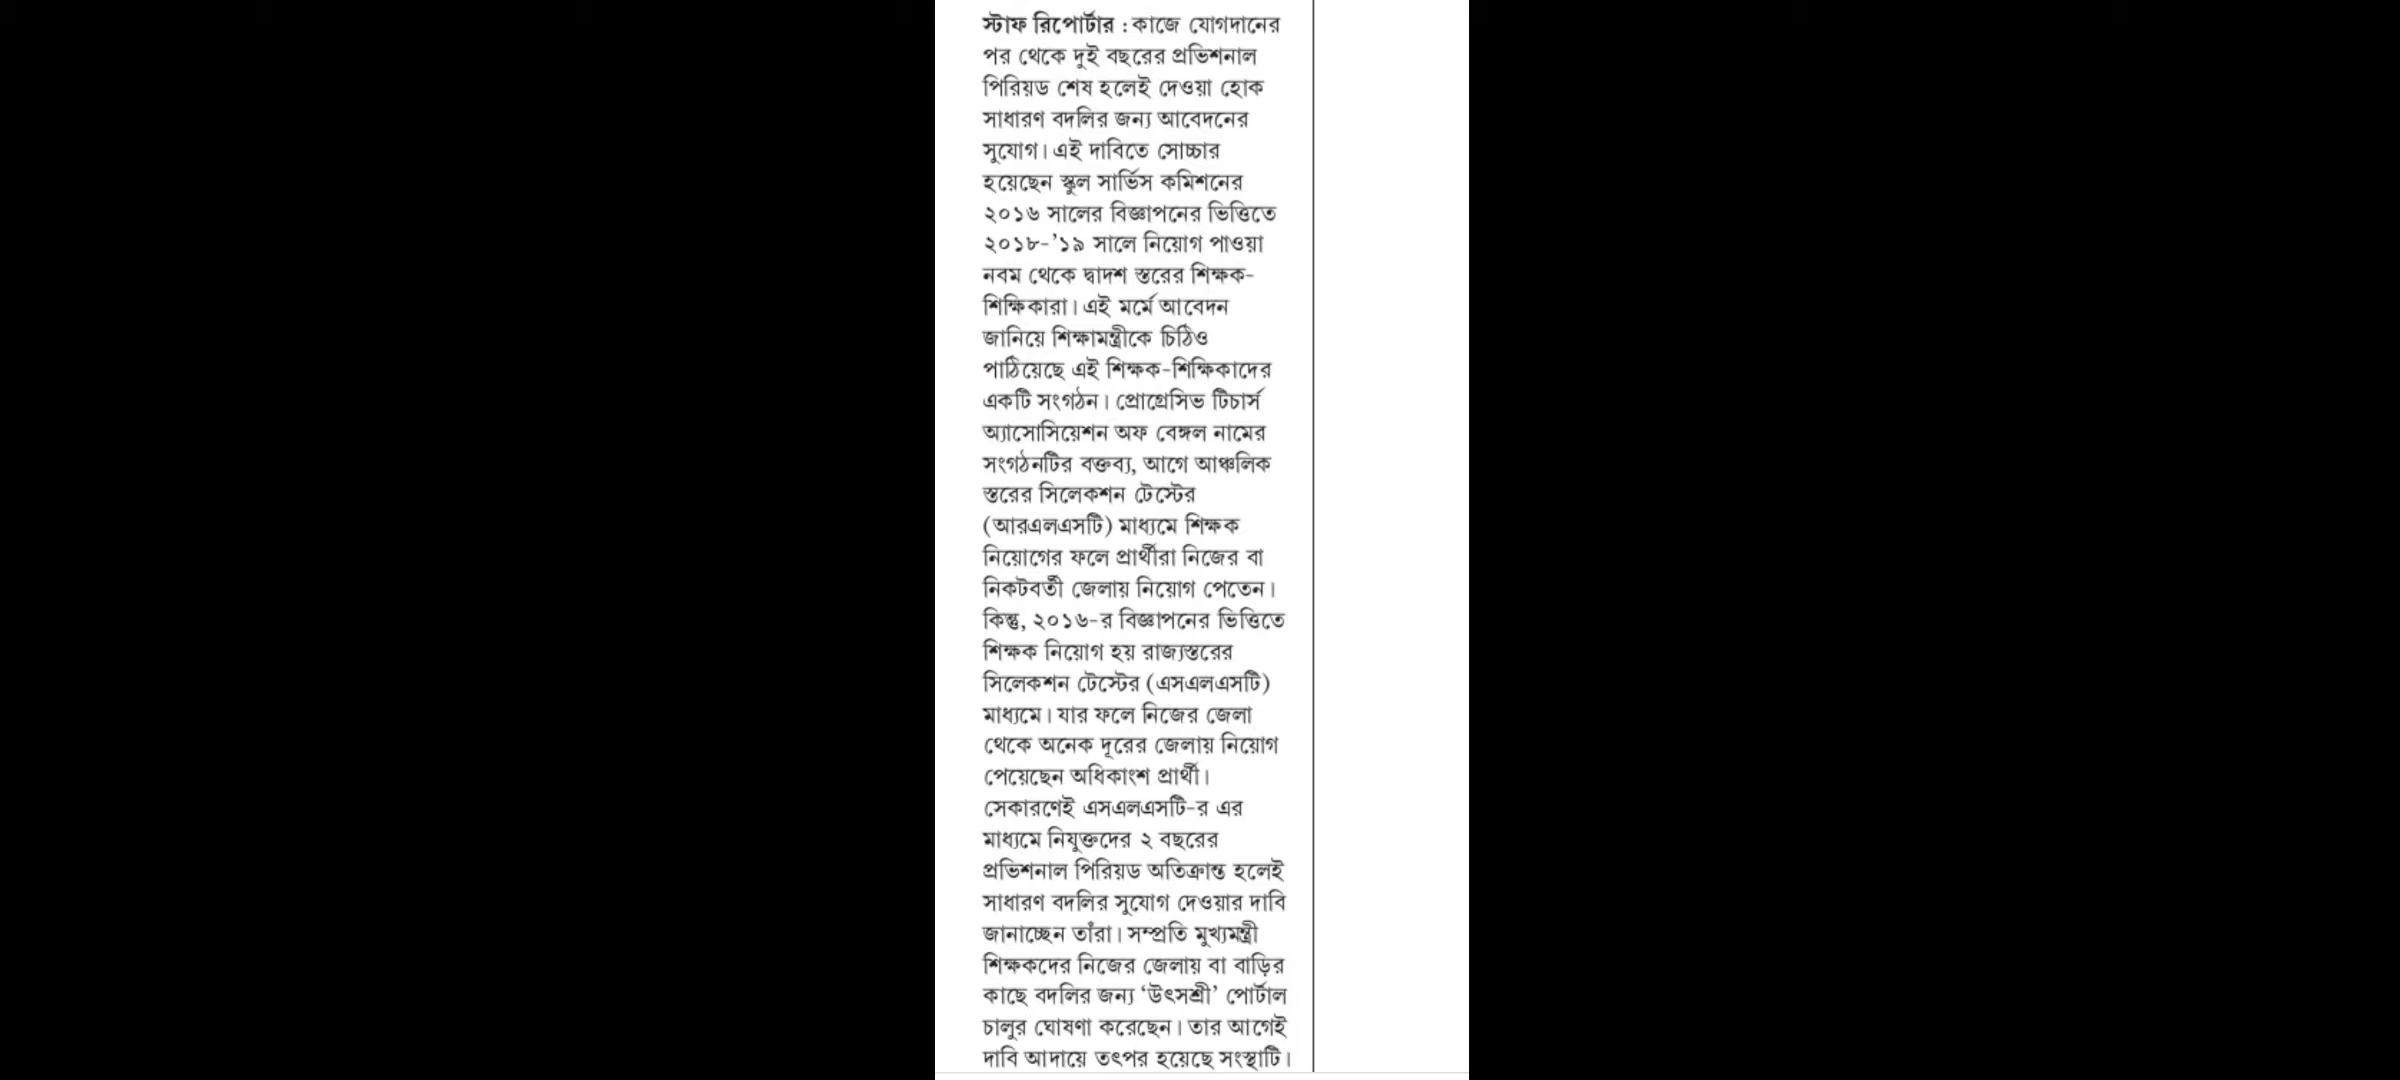 স্টাফ রিপোর্টার : কাজে যোগদানের
পর থেকে দুই বছরের প্রভিশনাল
পিরিয়ড শেষ হলেই দেওয়া হোক
সাধারণ বদলির জন্য আবেদনের
সুযোগ। এই দাবিতে সোচ্চার
হয়েছেন স্কুল সার্ভিস কমিশনের
২০১৬ সালের বিজ্ঞাপনের ভিত্তিতে
২০১৮-’১৯ সালে নিয়োগ পাওয়া
নবম থেকে দ্বাদশ স্তরের শিক্ষক-
শিক্ষিকারা। এই মর্মে আবেদন
জানিয়ে শিক্ষামন্ত্রীকে চিঠিও
পাঠিয়েছে এই শিক্ষক-শিক্ষিকাদের
একটি সংগঠন। প্রোগ্রেসিভ টিচার্স
অ্যাসোসিয়েশন অফ বেঙ্গল নামের
সংগঠনটির বক্তব্য, আগে আঞ্চলিক
স্তরের সিলেকশন টেস্টের
(আরএলএসটি) মাধ্যমে শিক্ষক
নিয়োগের ফলে প্রার্থীরা নিজের বা
নিকটবর্তী জেলায় নিয়োগ পেতেন।
কিন্তু, ২০১৬-র বিজ্ঞাপনের ভিত্তিতে
শিক্ষক নিয়োগ হয় রাজ্যস্তরের
সিলেকশন টেস্টের (এসএলএসটি)
মাধ্যমে। যার ফলে নিজের জেলা
থেকে অনেক দূরের জেলায় নিয়োগ
পেয়েছেন অধিকাংশ প্রার্থী।
সেকারণেই এসএলএসটি-র এর
মাধ্যমে নিযুক্তদের ২ বছরের
প্রভিশনাল পিরিয়ড অতিক্রান্ত হলেই
সাধারণ বদলির সুযোগ দেওয়ার দাবি
জানাচ্ছেন তাঁরা। সম্প্রতি মুখ্যমন্ত্রী
শিক্ষকদের নিজের জেলায় বা বাড়ির
কাছে বদলির জন্য ‘উৎসশ্রী’ পোর্টাল
চালুর ঘোষণা করেছেন। তার আগেই
দাবি আদায়ে তৎপর হয়েছে সংস্থাটি।